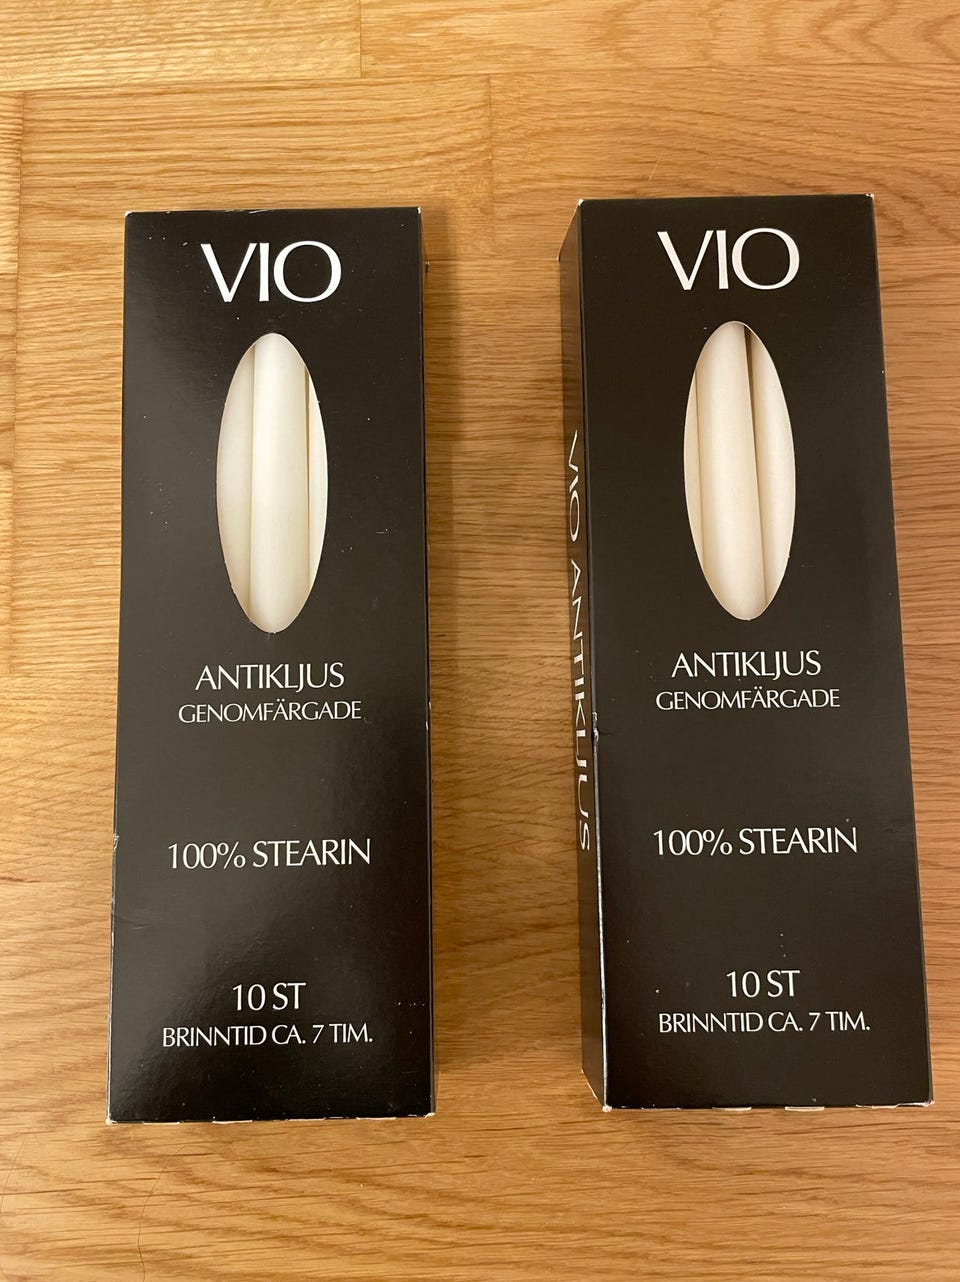 VIO
ANTIKLJUS
GENOMFÄRGADE
100% STEARIN
10 ST
BRINNTID CA. 7 TIM.
VIO ANTIKLJUS
VIO
ANTIKLJUS
GENOMFÄRGADE
100% STEARIN
10 ST
BRINNTID CA. 7 TIM.